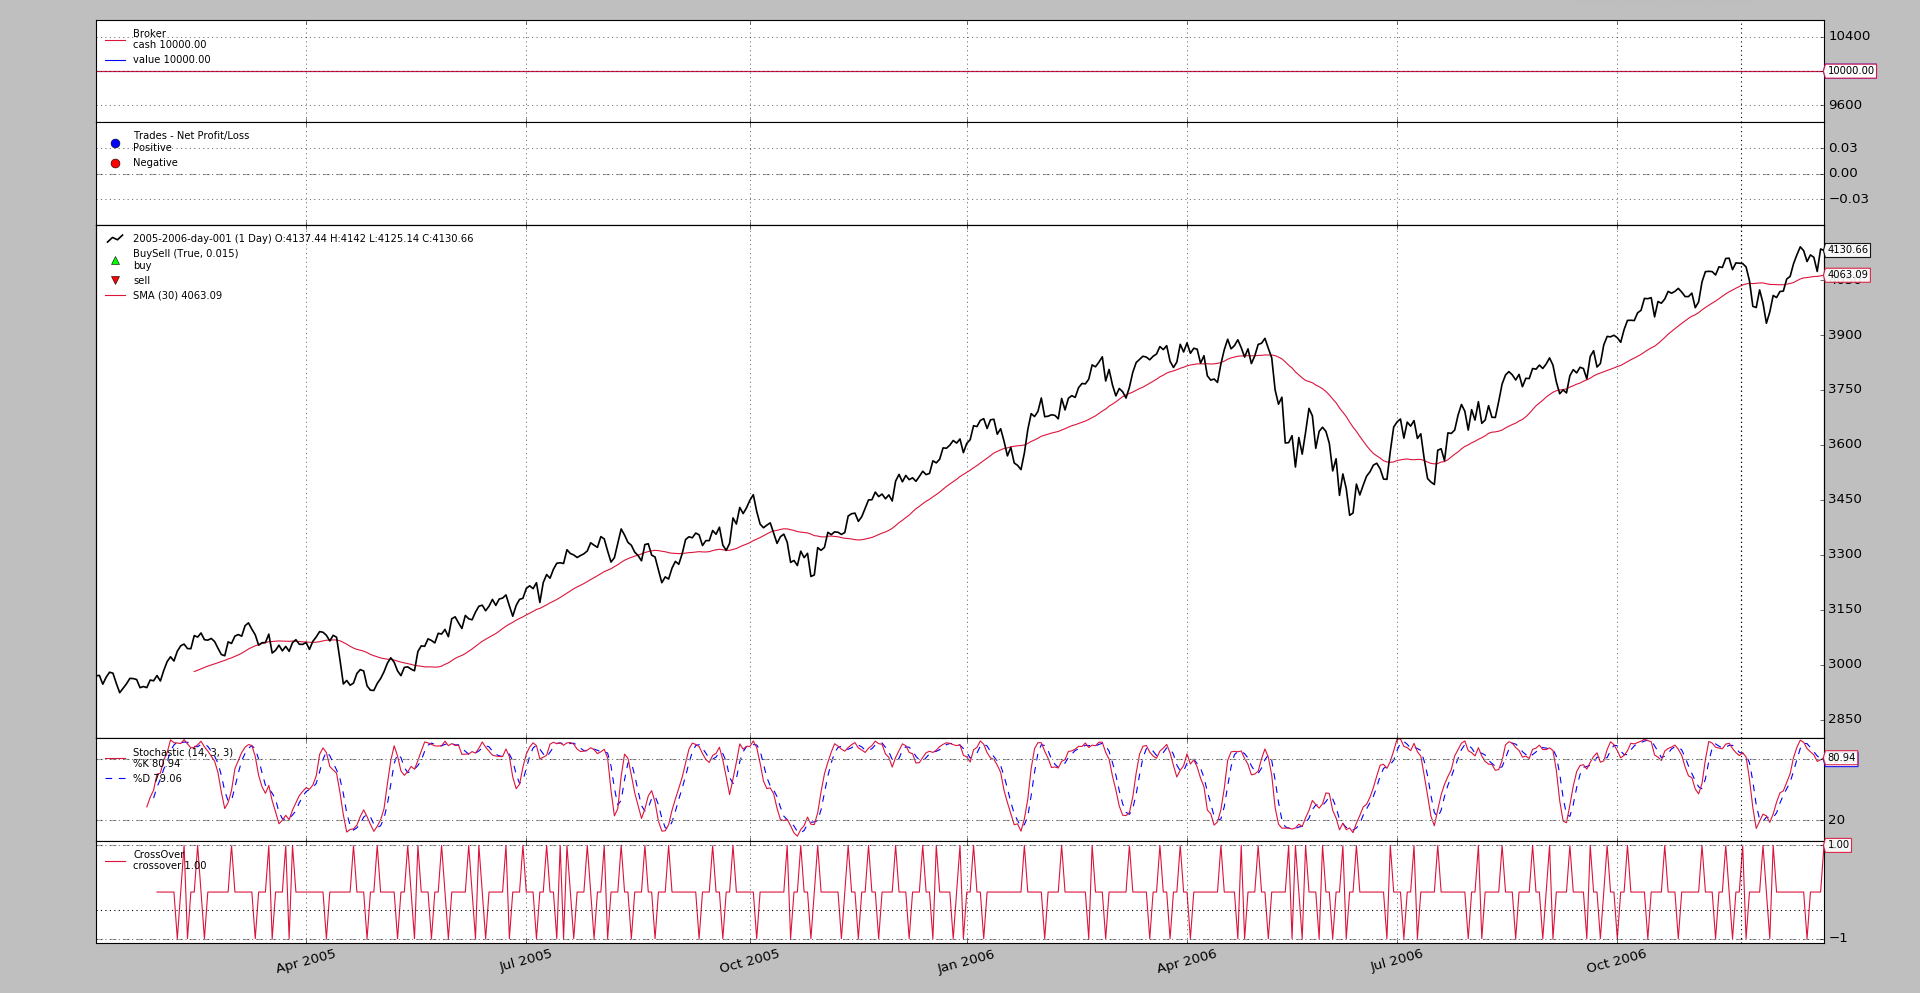 Broker
cash 10000.00
value 10000.00
10400
10000.00
9600
Trades - Net Profit/Loss
Positive
Negative
0.03
0.00
−0.03
2005-2006-day-001 (1 Day) O:4137.44 H:4142 L:4125.14 C:4130.66
BuySell (True, 0.015)
buy
sell
SMA (30) 4063.09
4130.66
4063.09
3900
3750
3600
3450
3300
3150
3000
2850
Stochastic (14, 3, 3)
%K 80.94
%D 79.06
80.94
20
CrossOver
crossover 1.00
1.00
−1
Apr 2005
Jul 2005
Oct 2005
Jan 2006
Apr 2006
Jul 2006
Oct 2006